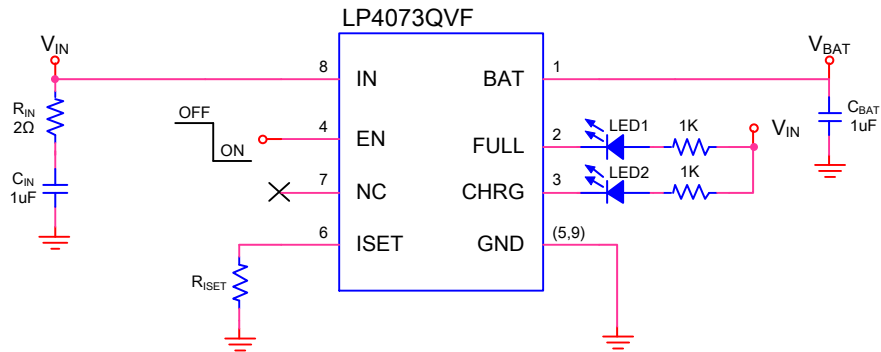 LP4073QVF
VIN
VBAT
8
IN
BAT
1
RIN
2Ω
CBAT
1uF
OFF
ON
4
EN
FULL
2
LED1
1K
VIN
CIN
1uF
7
NC
CHRG
3
LED2
1K
6
ISET
GND
(5,9)
RISET